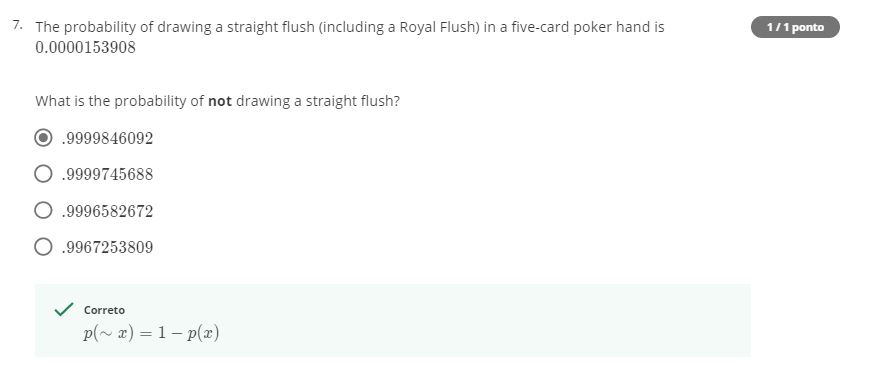 7. The probability of drawing a straight flush (including a Royal Flush) in a five-card poker hand is
0.0000153908
1 / 1 ponto
What is the probability of not drawing a straight flush?
.9999846092
.9999745688
.9996582672
.9967253809
Correto
p(∼ x) = 1 − p(x)